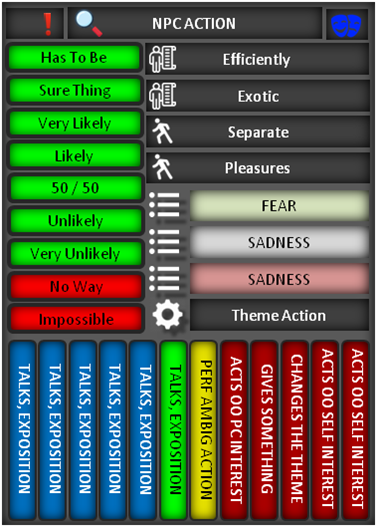 ! NPC ACTION
Has To Be
Sure Thing
Very Likely
Likely
50 / 50
Unlikely
Very Unlikely
No Way
Impossible
Efficiently
Exotic
Separate
Pleasures
FEAR
SADNESS
SADNESS
Theme Action
TALKS, EXPOSITION
TALKS, EXPOSITION
TALKS, EXPOSITION
TALKS, EXPOSITION
TALKS, EXPOSITION
TALKS, EXPOSITION
PERF AMBIG ACTION
ACTS OO PC INTEREST
GIVES SOMETHING
CHANGES THE THEME
ACTS OO SELF INTEREST
ACTS OO SELF INTEREST